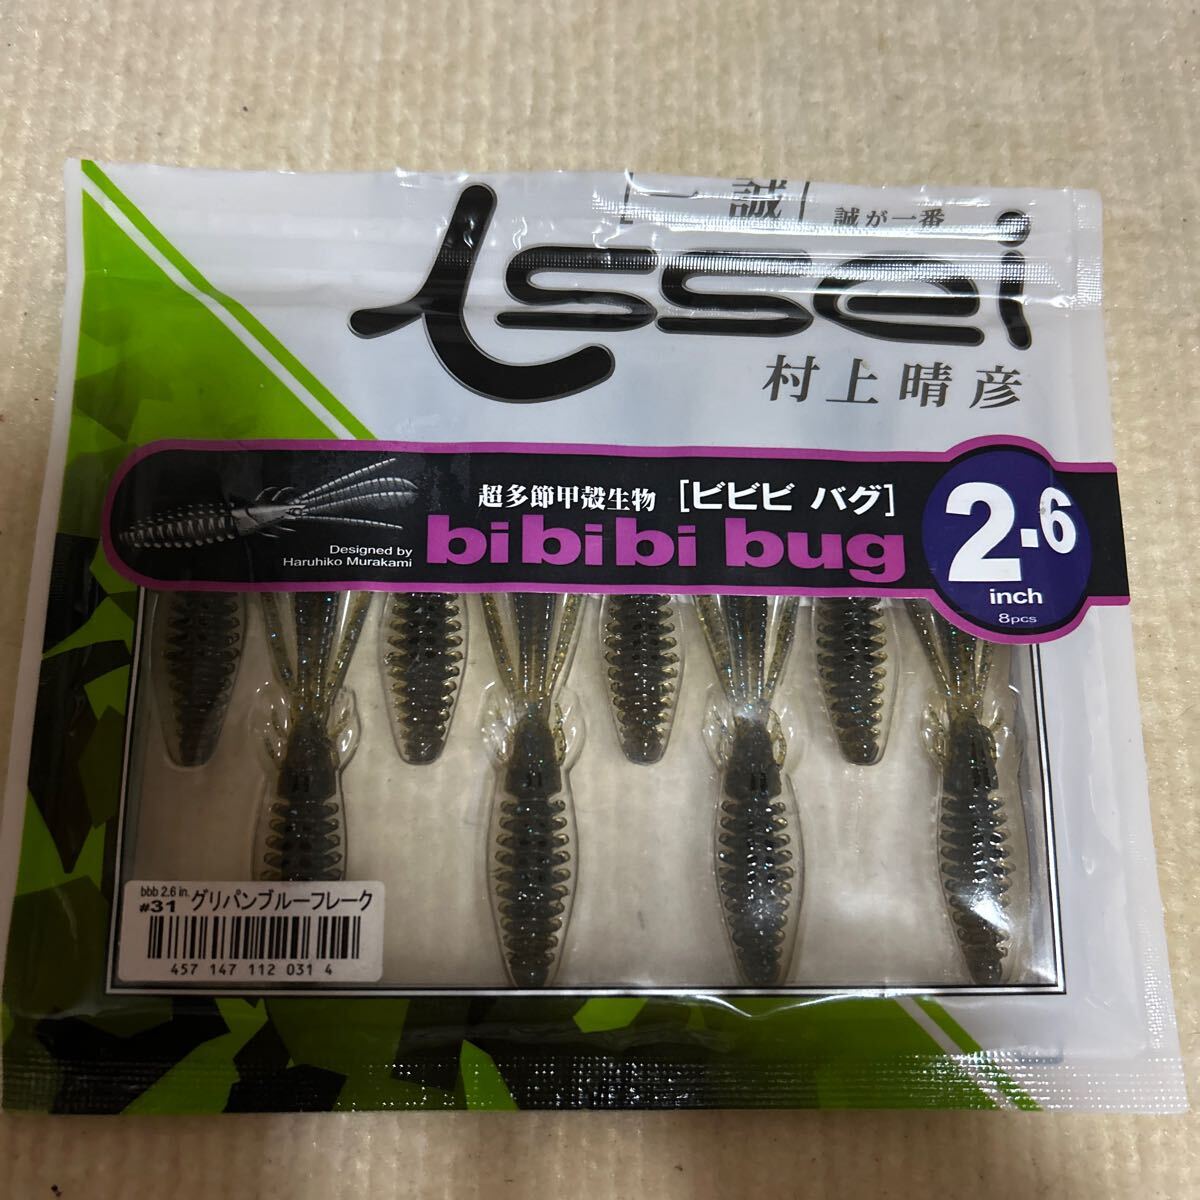 一誠
誠が一番
issei
村上晴彦
超多節甲殻生物 [ビビビ バグ]
bibibi bug
Designed by
Haruhiko Murakami
2.6
inch
8pcs
bbb 2.6 in.
#31 グリパンブルーフレーク
457 147 112 031 4